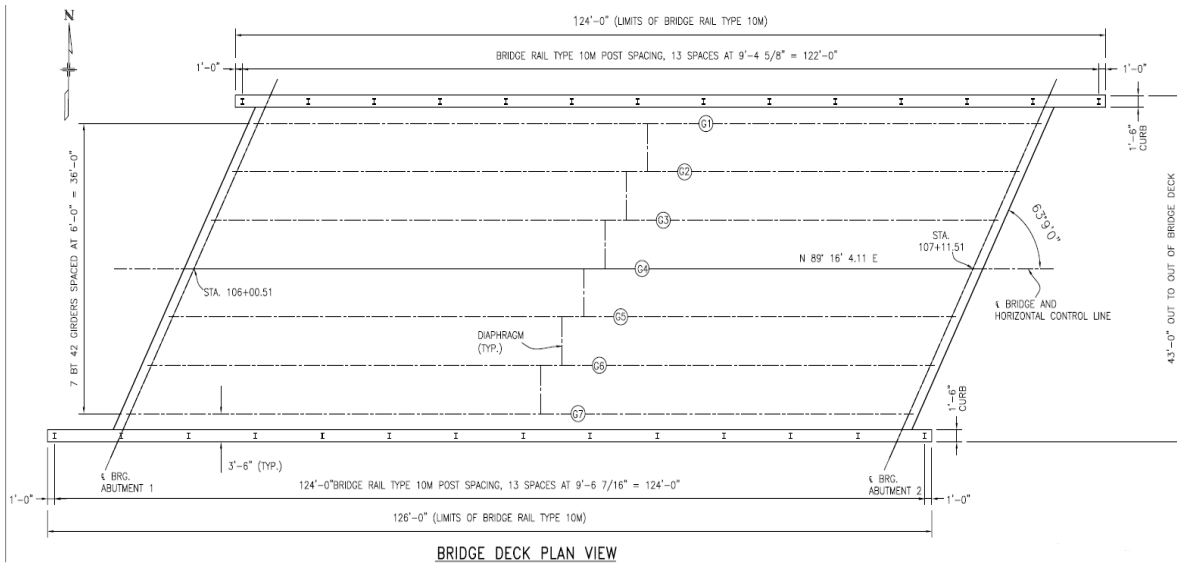 N
124'-0" (LIMITS OF BRIDGE RAIL TYPE 10M)
BRIDGE RAIL TYPE 10M POST SPACING, 13 SPACES AT 9'-4 5/8" = 122'-0"
1'-0"
1'-0"
G1
1'-6"
CURB
G2
G3
63°9'0"
STA.
107+11.51
N 89° 16' 4.11 E
G4
STA. 106+00.51
℄ BRIDGE AND
HORIZONTAL CONTROL LINE
7 BT 42 GIRDERS SPACED AT 6'-0" = 36'-0"
43'-0" OUT TO OUT OF BRIDGE DECK
G5
DIAPHRAGM
(TYP.)
G6
G7
1'-6"
CURB
3'-6" (TYP.)
℄ BRG.
ABUTMENT 1
℄ BRG.
ABUTMENT 2
1'-0"
124'-0"BRIDGE RAIL TYPE 10M POST SPACING, 13 SPACES AT 9'-6 7/16" = 124'-0"
1'-0"
126'-0" (LIMITS OF BRIDGE RAIL TYPE 10M)
BRIDGE DECK PLAN VIEW